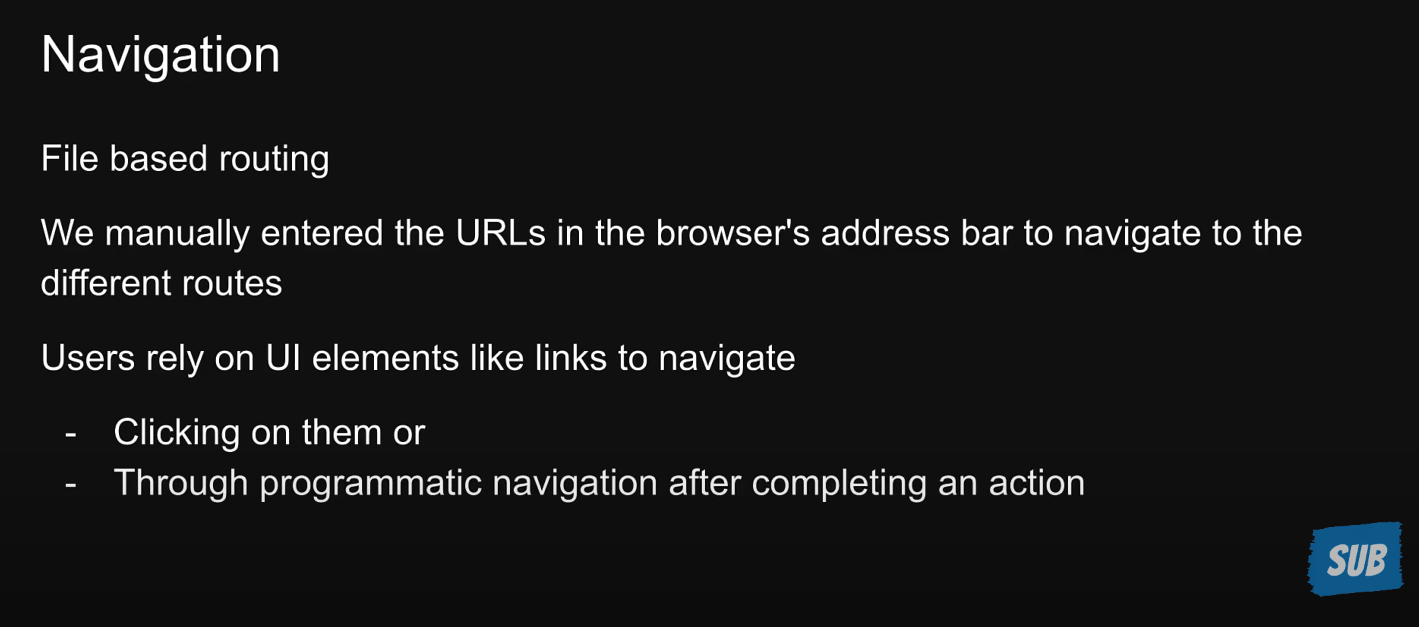 Navigation
File based routing
We manually entered the URLs in the browser's address bar to navigate to the
different routes
Users rely on UI elements like links to navigate
- Clicking on them or
- Through programmatic navigation after completing an action
SUB